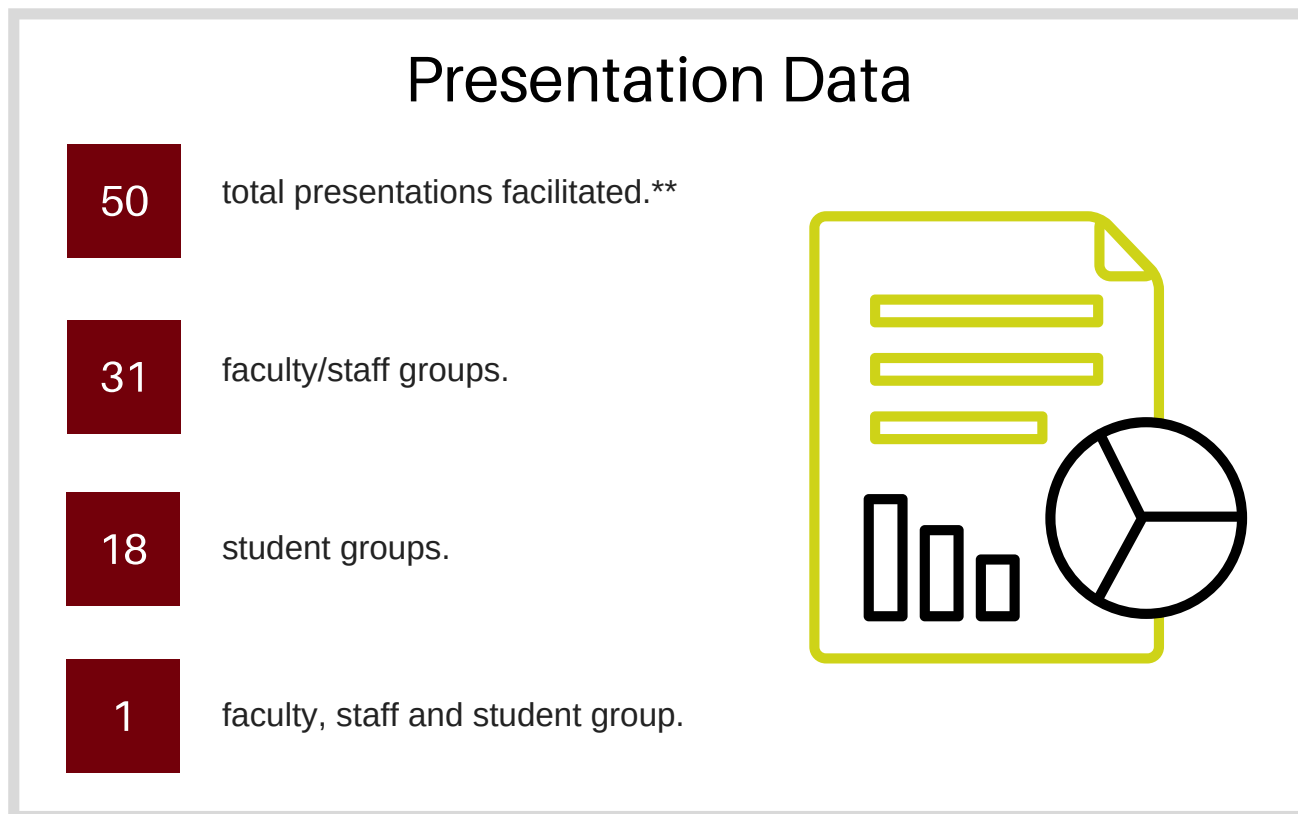 Presentation Data
50 total presentations facilitated.**
31 faculty/staff groups.
18 student groups.
1 faculty, staff and student group.